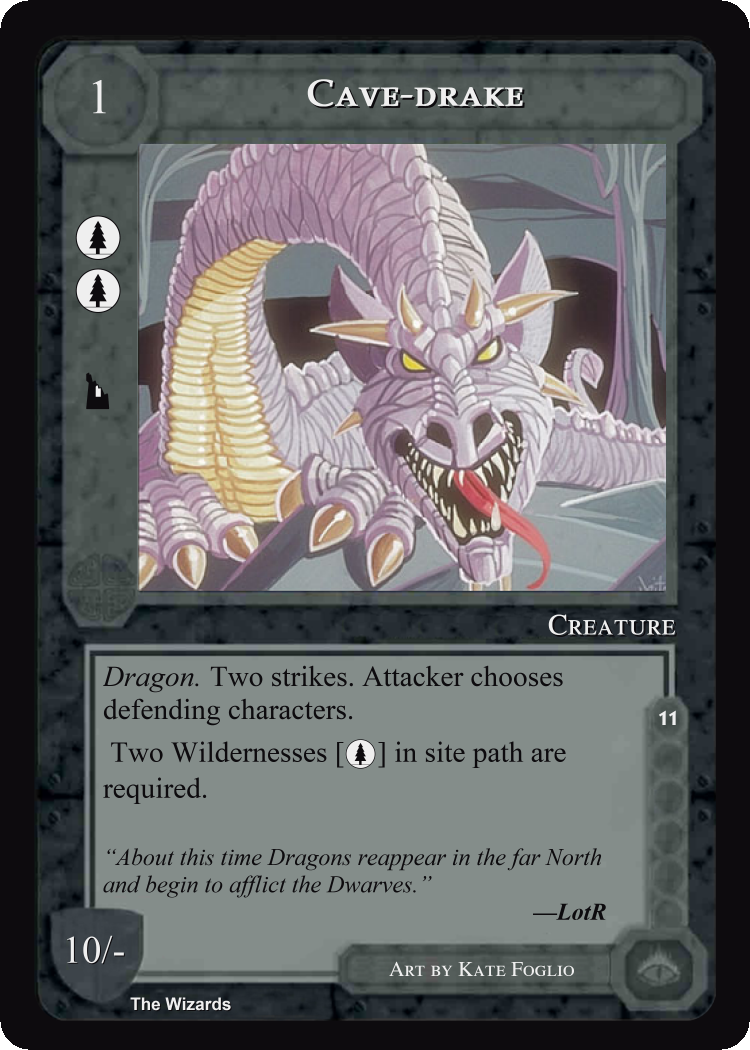 1
CAVE-DRAKE
CREATURE
Dragon. Two strikes. Attacker chooses
defending characters.
Two Wildernesses [ ] in site path are
required.
11
“About this time Dragons reappear in the far North
and begin to afflict the Dwarves.”
—LotR
10/-
ART BY KATE FOGLIO
The Wizards